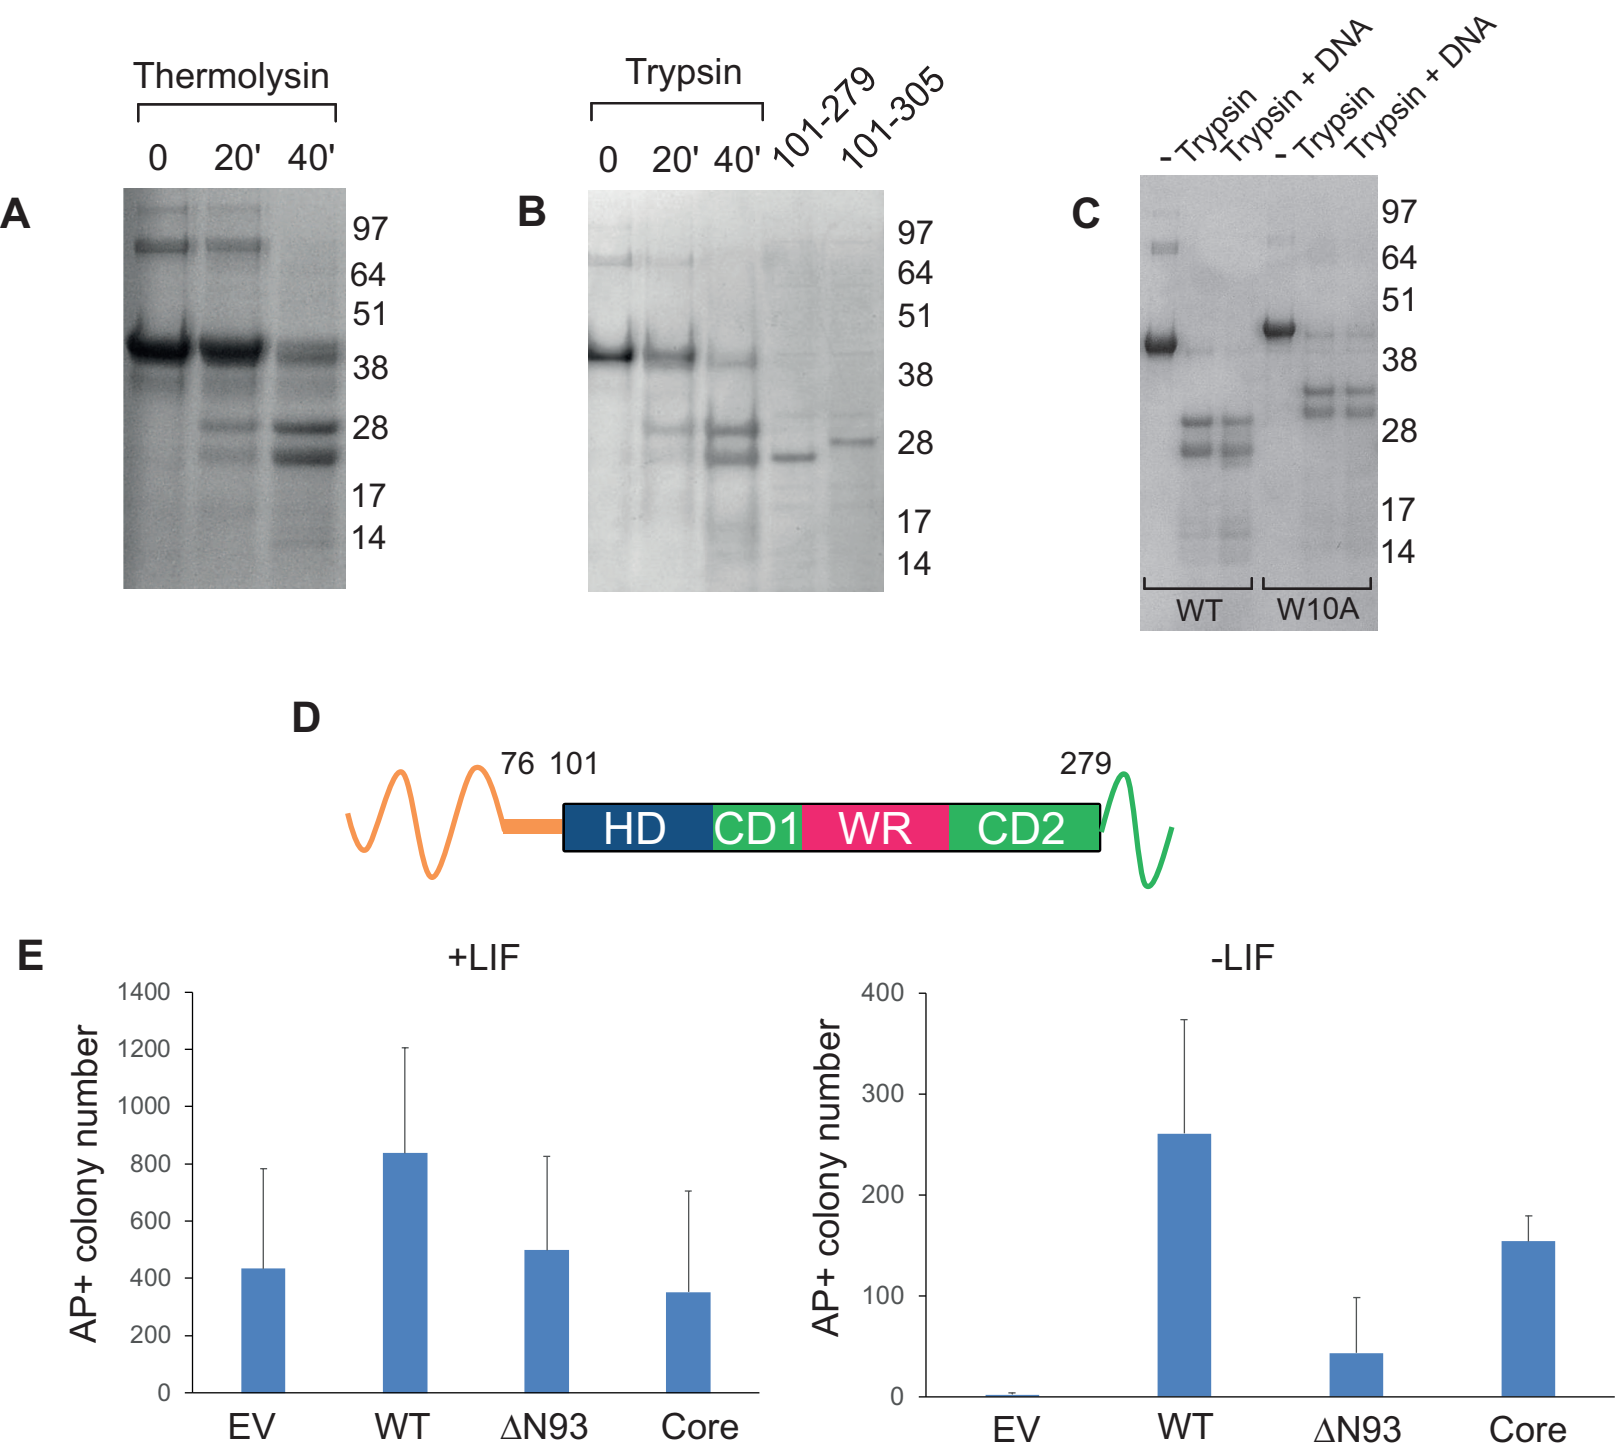 A
Thermolysin
0 20' 40'
97
64
51
38
28
17
14
B
Trypsin
0 20' 40' 101-279 101-305
97
64
51
38
28
17
14
C
- Trypsin Trypsin + DNA - Trypsin Trypsin + DNA
97
64
51
38
28
17
14
WT W10A
D
76 101 279
HD CD1 WR CD2
E
+LIF
AP+ colony number
1400
1200
1000
800
600
400
200
0
EV WT ΔN93 Core
-LIF
AP+ colony number
400
300
200
100
0
EV WT ΔN93 Core